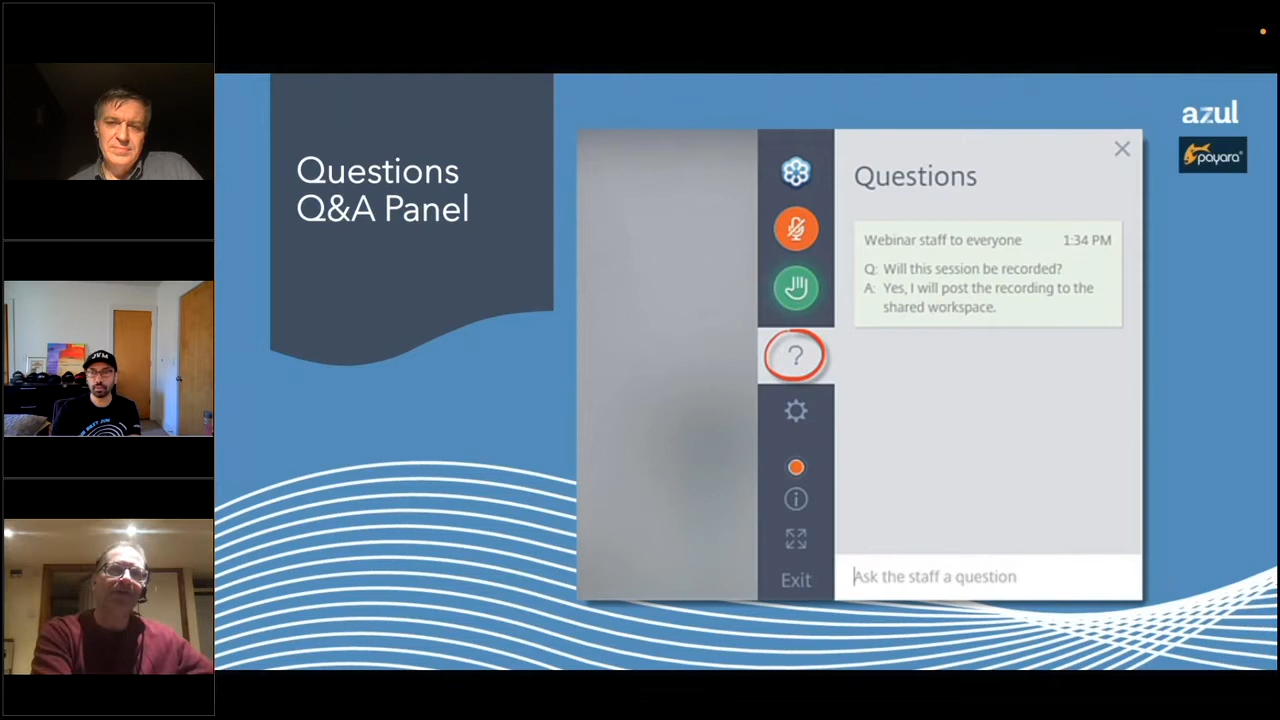 Questions
Q&A Panel
azul
payara®
Questions
Webinar staff to everyone 1:34 PM
Q: Will this session be recorded?
A: Yes, I will post the recording to the
shared workspace.
?
Exit
Ask the staff a question
JVM